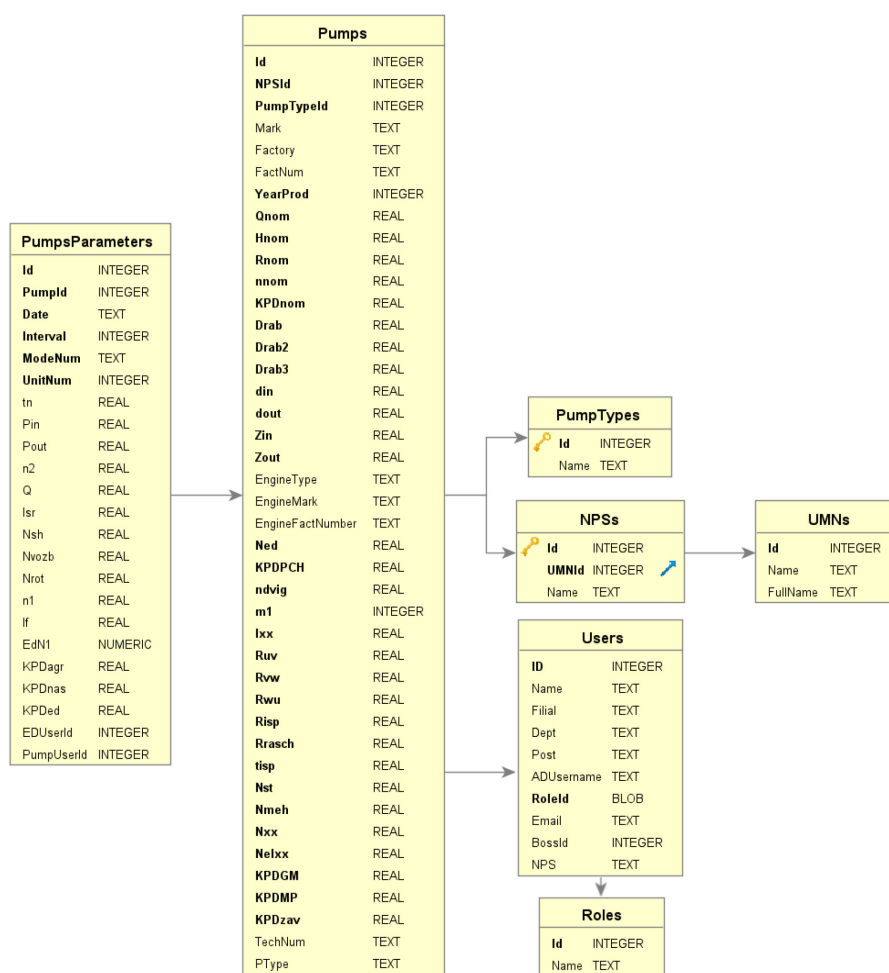 Pumps
Id INTEGER
NPSId INTEGER
PumpTypeId INTEGER
Mark TEXT
Factory TEXT
FactNum TEXT
YearProd INTEGER
Qnom REAL
Hnom REAL
Rnom REAL
nnom REAL
KPDnom REAL
Drab REAL
Drab2 REAL
Drab3 REAL
din REAL
dout REAL
Zin REAL
Zout REAL
EngineType TEXT
EngineMark TEXT
EngineFactNumber TEXT
Ned REAL
KPDPCH REAL
ndvig REAL
m1 INTEGER
Ixx REAL
Ruv REAL
Rvw REAL
Rwu REAL
Risp REAL
Rrasch REAL
tisp REAL
Nst REAL
Nmeh REAL
Nxx REAL
Nelxx REAL
KPDGM REAL
KPDMP REAL
KPDzav REAL
TechNum TEXT
PType TEXT
PumpsParameters
Id INTEGER
PumpId INTEGER
Date TEXT
Interval INTEGER
ModeNum TEXT
UnitNum INTEGER
tn REAL
Pin REAL
Pout REAL
n2 REAL
Q REAL
Isr REAL
Nsh REAL
Nvozb REAL
Nrot REAL
n1 REAL
If REAL
EdN1 NUMERIC
KPDagr REAL
KPDnas REAL
KPDed REAL
EDUserId INTEGER
PumpUserId INTEGER
PumpTypes
Id INTEGER
Name TEXT
NPSs
Id INTEGER
UMNId INTEGER
Name TEXT
UMNs
Id INTEGER
Name TEXT
FullName TEXT
Users
ID INTEGER
Name TEXT
Filial TEXT
Dept TEXT
Post TEXT
ADUsername TEXT
RoleId BLOB
Email TEXT
BossId INTEGER
NPS TEXT
Roles
Id INTEGER
Name TEXT